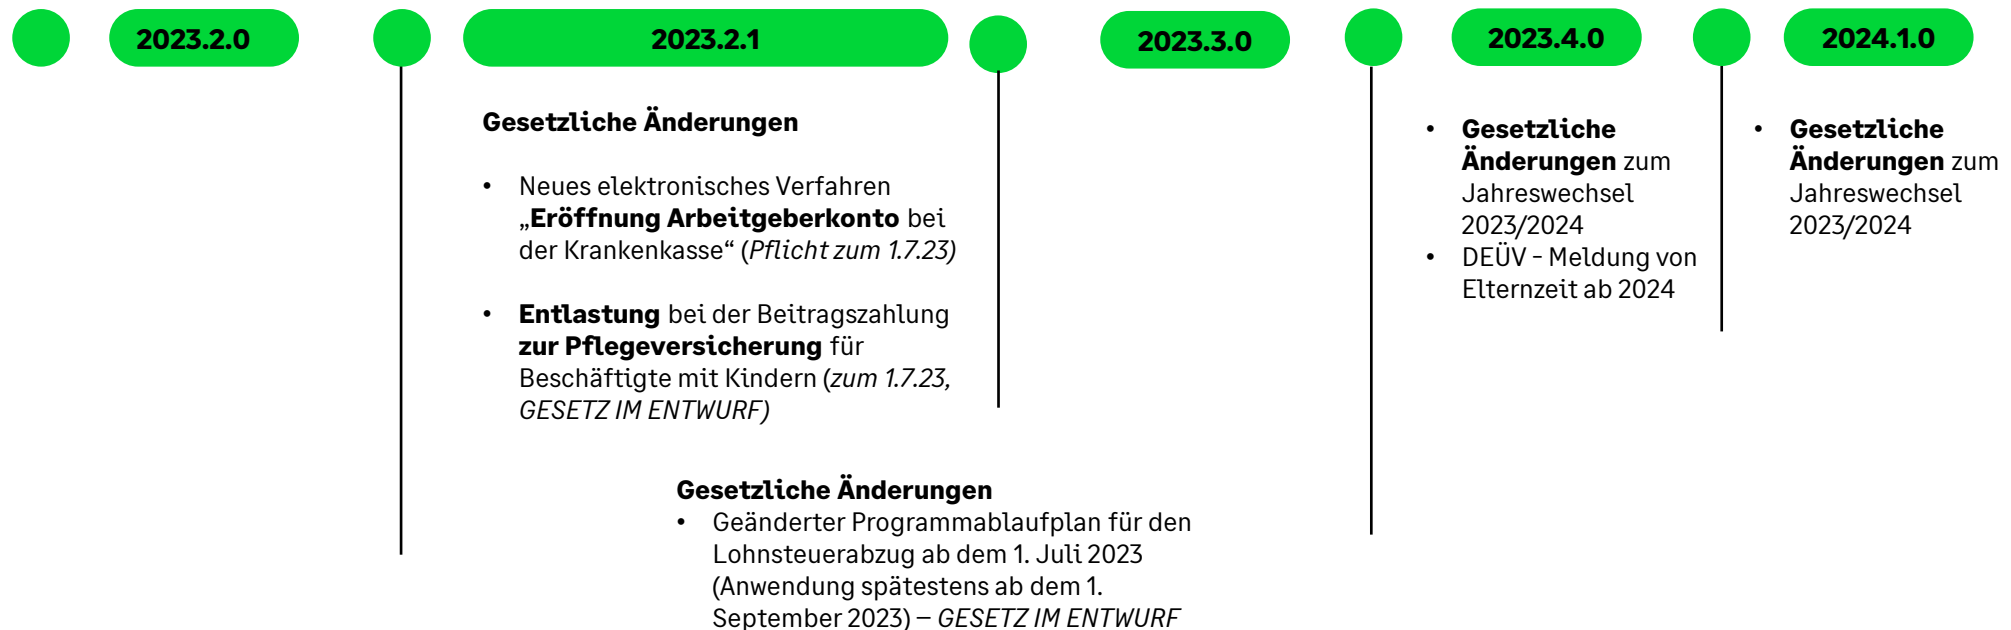 2023.2.0
2023.2.1
2023.3.0
2023.4.0
2024.1.0
Gesetzliche Änderungen
• Neues elektronisches Verfahren
„Eröffnung Arbeitgeberkonto bei
der Krankenkasse“ (Pflicht zum 1.7.23)
• Entlastung bei der Beitragszahlung
zur Pflegeversicherung für
Beschäftigte mit Kindern (zum 1.7.23,
GESETZ IM ENTWURF)
Gesetzliche Änderungen
• Geänderter Programmablaufplan für den
Lohnsteuerabzug ab dem 1. Juli 2023
(Anwendung spätestens ab dem 1.
September 2023) – GESETZ IM ENTWURF
• Gesetzliche
Änderungen zum
Jahreswechsel
2023/2024
• DEÜV - Meldung von
Elternzeit ab 2024
• Gesetzliche
Änderungen zum
Jahreswechsel
2023/2024